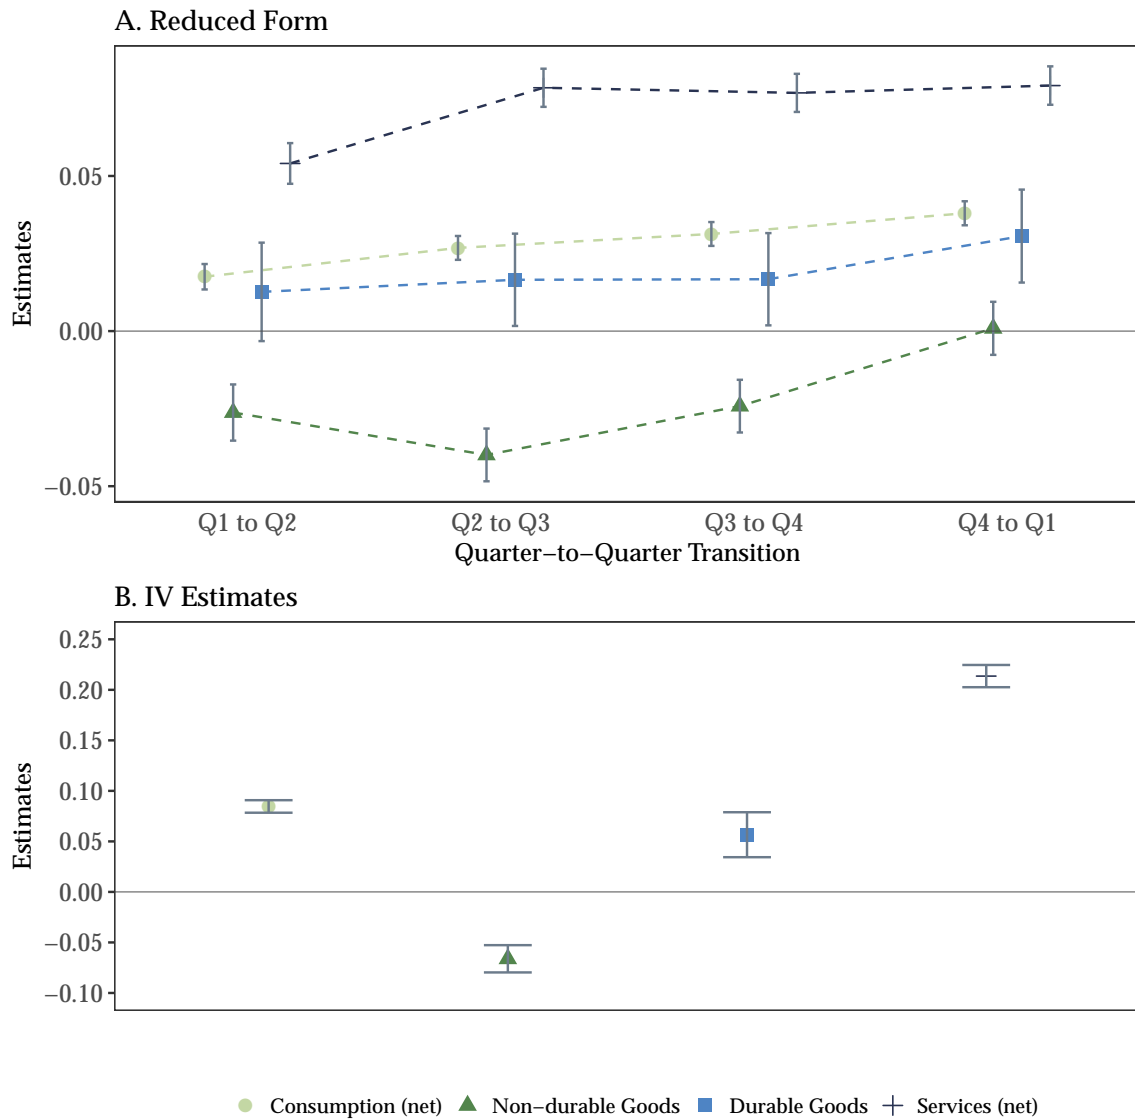 A. Reduced Form
Estimates
0.05
0.00
−0.05
Q1 to Q2 Q2 to Q3 Q3 to Q4 Q4 to Q1
Quarter−to−Quarter Transition
B. IV Estimates
Estimates
0.25
0.20
0.15
0.10
0.05
0.00
−0.05
−0.10
Consumption (net) Non−durable Goods Durable Goods Services (net)